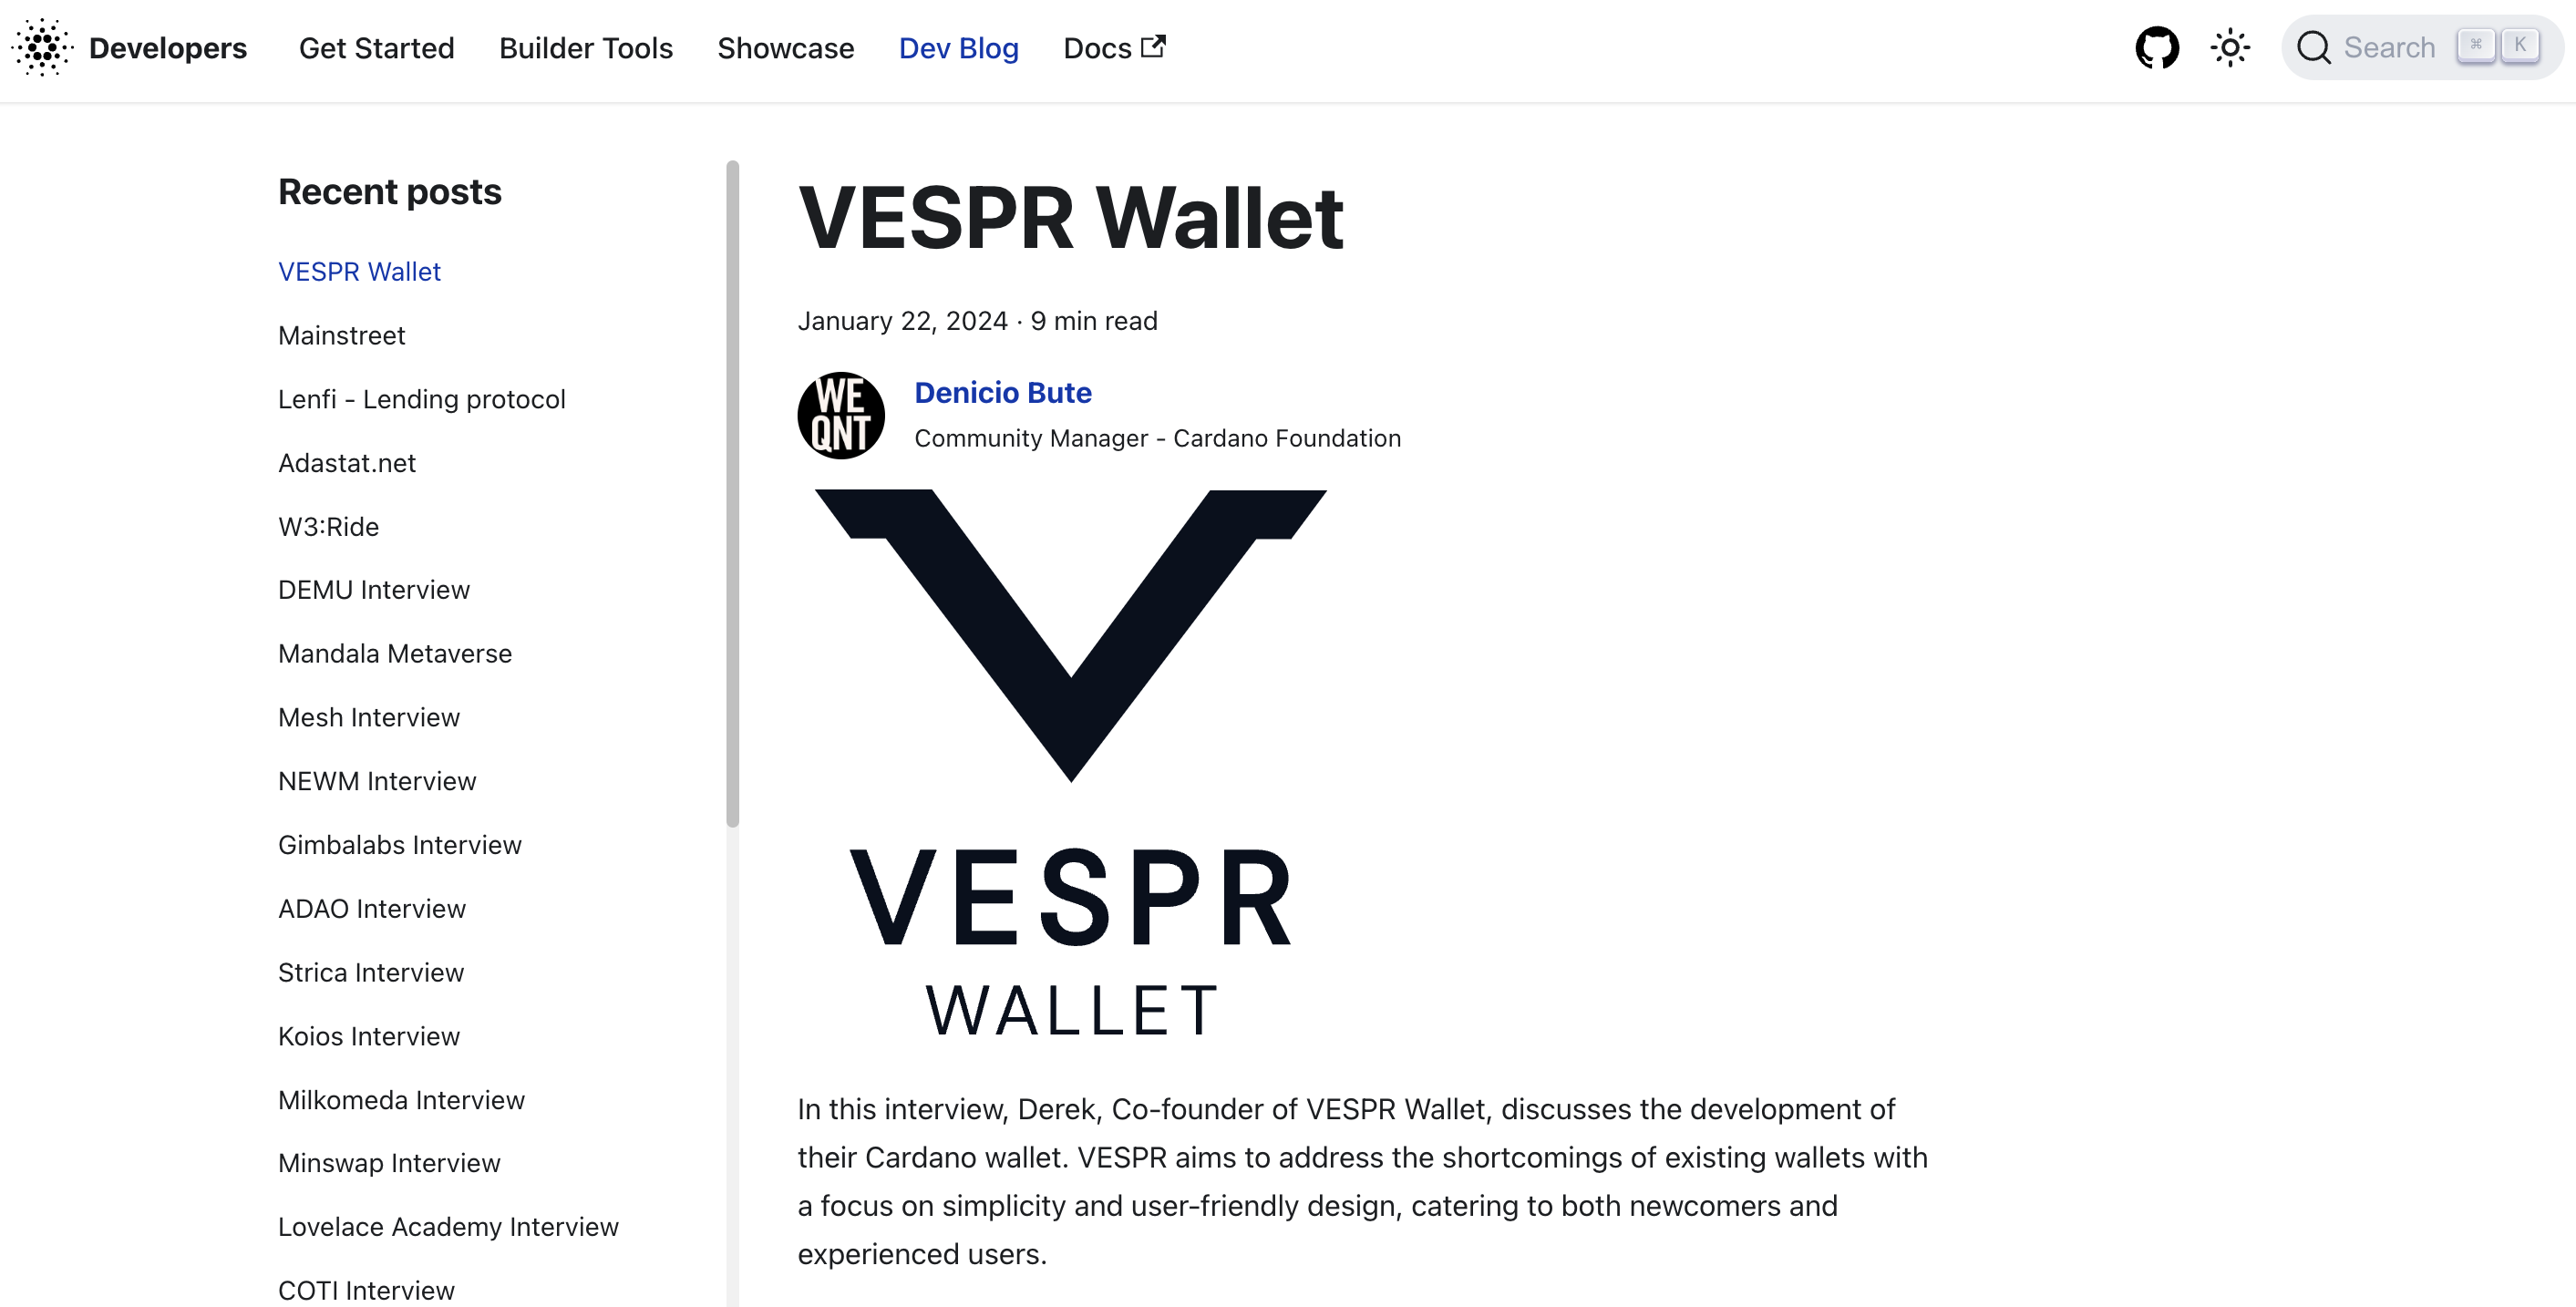 Developers Get Started Builder Tools Showcase Dev Blog Docs Search ⌘ K
Recent posts
VESPR Wallet
Mainstreet
Lenfi - Lending protocol
Adastat.net
W3:Ride
DEMU Interview
Mandala Metaverse
Mesh Interview
NEWM Interview
Gimbalabs Interview
ADAO Interview
Strica Interview
Koios Interview
Milkomeda Interview
Minswap Interview
Lovelace Academy Interview
COTI Interview
VESPR Wallet
January 22, 2024 · 9 min read
WE
QNT
Denicio Bute
Community Manager - Cardano Foundation
VESPR
WALLET
In this interview, Derek, Co-founder of VESPR Wallet, discusses the development of
their Cardano wallet. VESPR aims to address the shortcomings of existing wallets with
a focus on simplicity and user-friendly design, catering to both newcomers and
experienced users.